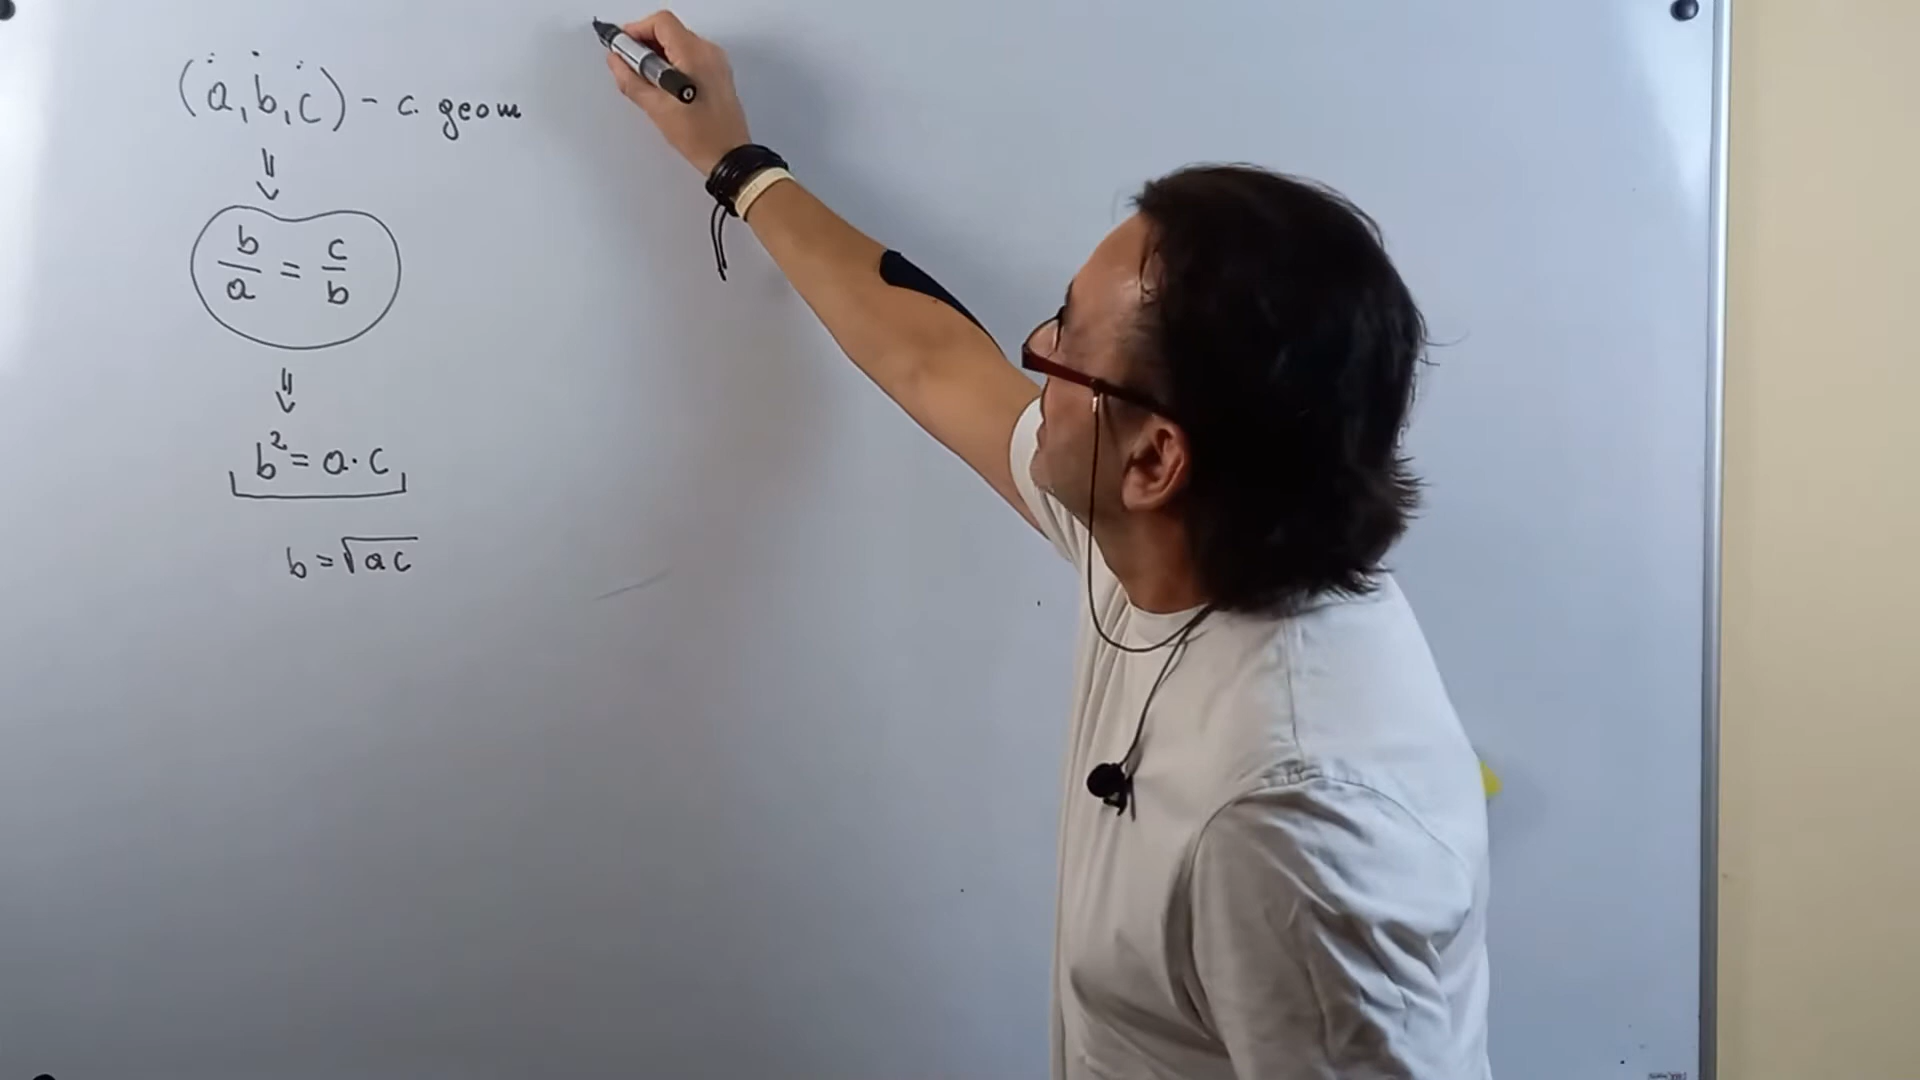 (a, b, c) - c. geom
⇓
b/a = c/b
⇓
b² = a · c
b = √ac